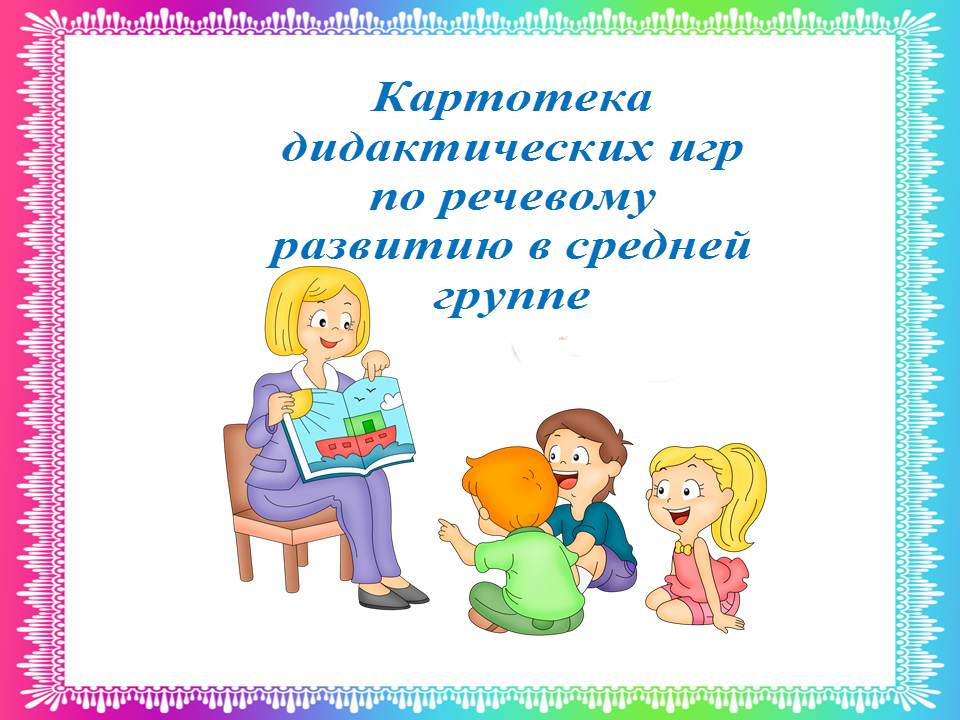 Картотека
дидактических игр
по речевому
развитию в средней
группе